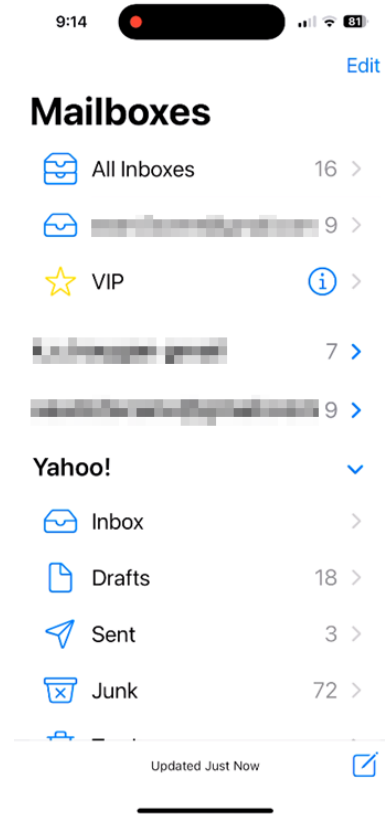 9:14
81
Edit
Mailboxes
All Inboxes 16
9
VIP
7
9
Yahoo!
Inbox
Drafts 18
Sent 3
Junk 72
Updated Just Now